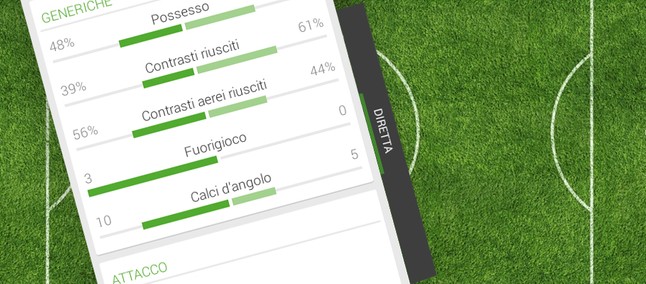 GENERICHE
Possesso
48%
61%
Contrasti riusciti
39%
44%
Contrasti aerei riusciti
56%
0
Fuorigioco
3
5
Calci d'angolo
10
ATTACCO
DIRETTA